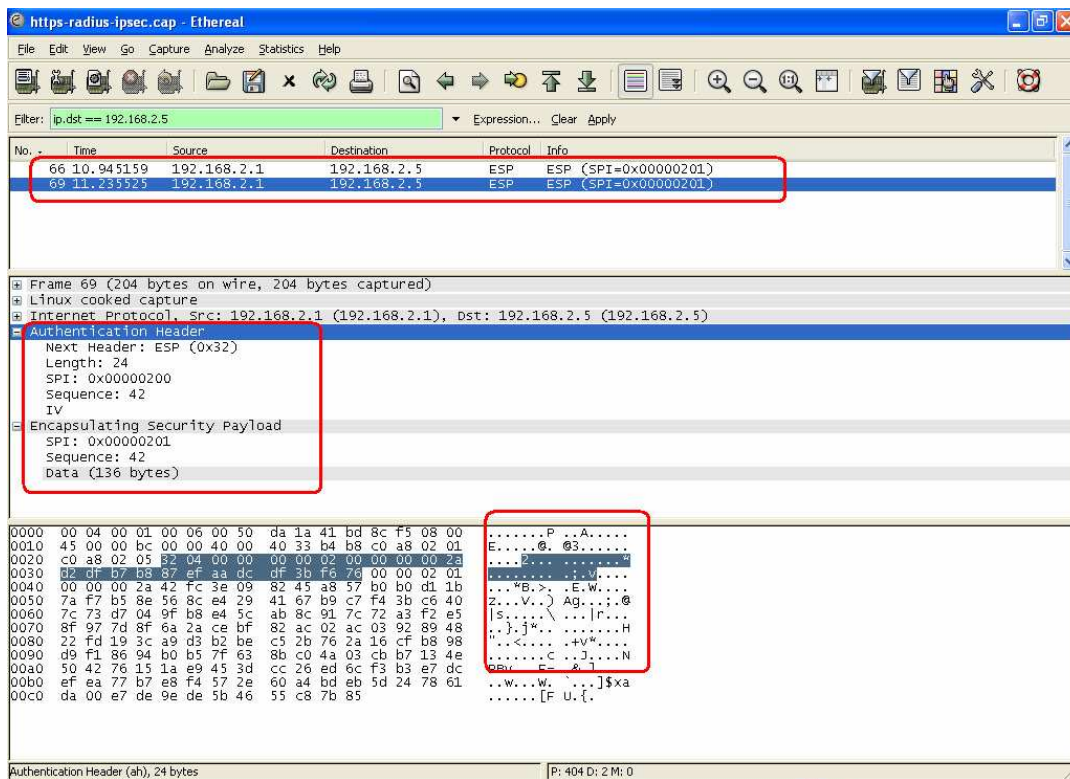 https-radius-ipsec.cap - Ethereal
File Edit View Go Capture Analyze Statistics Help
Filter: ip.dst == 192.168.2.5 Expression... Clear Apply
No. . Time Source Destination Protocol Info
66 10.945159 192.168.2.1 192.168.2.5 ESP ESP (SPI=0x00000201)
69 11.235525 192.168.2.1 192.168.2.5 ESP ESP (SPI=0x00000201)
Frame 69 (204 bytes on wire, 204 bytes captured)
Linux cooked capture
Internet Protocol, Src: 192.168.2.1 (192.168.2.1), Dst: 192.168.2.5 (192.168.2.5)
Authentication Header
Next Header: ESP (0x32)
Length: 24
SPI: 0x00000200
Sequence: 42
IV
Encapsulating Security Payload
SPI: 0x00000201
Sequence: 42
Data (136 bytes)
0000 00 04 00 01 00 06 00 50 da 1a 41 bd 8c f5 08 00 .......P ..A.....
0010 45 00 00 bc 00 00 40 00 40 33 b4 b8 c0 a8 02 01 E.....@. @3......
0020 c0 a8 02 05 32 04 00 00 00 00 02 00 00 00 00 2a ....2... .......*
0030 d2 df b7 b8 87 ef aa dc df 3b f6 76 00 00 02 01 ........ .;.v....
0040 00 00 00 2a 42 fc 3e 09 82 45 a8 57 b0 b0 d1 1b ...*B.>. .E.W....
0050 7a f7 b5 8e 56 8c e4 29 41 67 b9 c7 f4 3b c6 40 z...V..) Ag...;.@
0060 7c 73 d7 04 9f b8 e4 5c ab 8c 91 7c 72 a3 f2 e5 |s.....\ ...|r...
0070 8f 97 7d 8f 6a 2a ce bf 82 ac 02 ac 03 92 89 48 ..}.j*.. .......H
0080 22 fd 19 3c a9 d3 b2 be c5 2b 76 2a 16 cf b8 98 "..<.... .+v*....
0090 d9 f1 86 94 b0 b5 7f 63 8b c0 4a 03 cb b7 13 4e .......c ..J....N
00a0 50 42 76 15 1a e9 45 3d cc 26 ed 6c f3 b3 e7 dc
00b0 ef ea 77 b7 e8 f4 57 2e 60 a4 bd eb 5d 24 78 61 ..w...W. `...]$xa
00c0 da 00 e7 de 9e de 5b 46 55 c8 7b 85 ......[F U.{.
Authentication Header (ah), 24 bytes P: 404 D: 2 M: 0